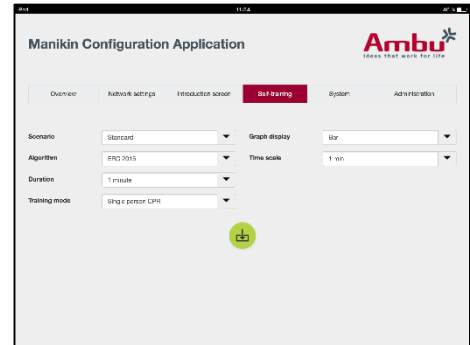 iPad 11:04
Manikin Configuration Application
Ambu
Ideas that work for life
Overview Network settings Introduction screen Self-training System Administration
Scenario Standard Graph display Bar
Algorithm ERC 2015 Time scale 1 min
Duration 1 minute
Training mode Single person CPR